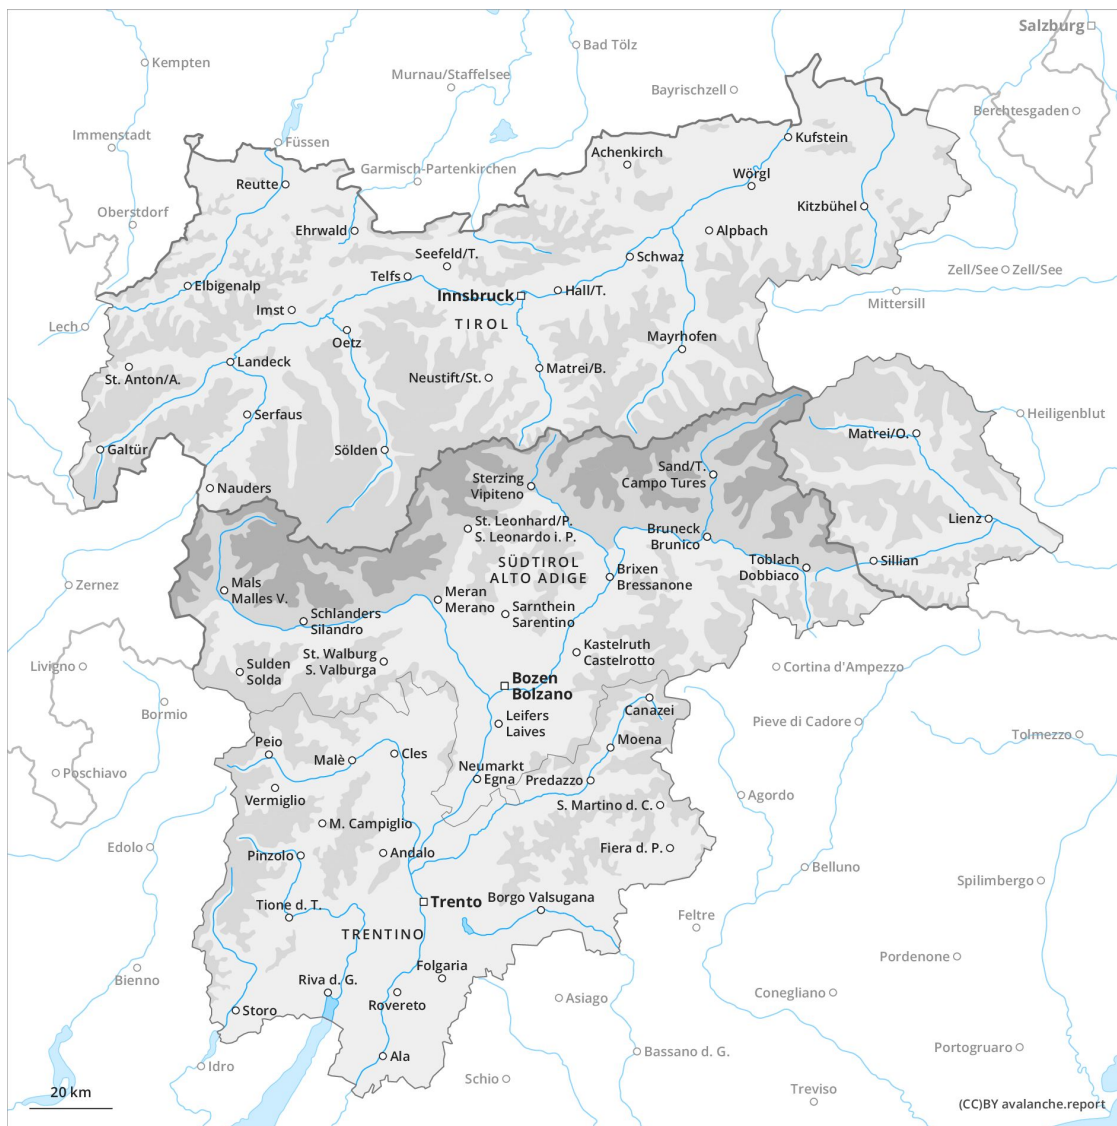 Salzburg
Bad Tölz
Kempten
Murnau/Staffelsee
Bayrischzell
Berchtesgaden
Immenstadt
Füssen
Kufstein
Achenkirch
Garmisch-Partenkirchen
Wörgl
Reutte
Oberstdorf
Kitzbühel
Ehrwald
Alpbach
Seefeld/T.
Schwaz
Telfs
Zell/See
Zell/See
Elbigenalp
Innsbruck
Hall/T.
Mittersill
Imst
TIROL
Lech
Oetz
Mayrhofen
Landeck
Matrei/B.
St. Anton/A.
Neustift/St.
Serfaus
Heiligenblut
Matrei/O.
Galtür
Sölden
Sterzing
Vipiteno
Sand/T.
Campo Tures
Nauders
St. Leonhard/P.
S. Leonardo i. P.
Lienz
Bruneck
Brunico
SÜDTIROL
ALTO ADIGE
Toblach
Dobbiaco
Sillian
Brixen
Bressanone
Zernez
Mals
Malles V.
Meran
Merano
Schlanders
Silandro
Sarnthein
Sarentino
Kastelruth
Castelrotto
St. Walburg
S. Valburga
Livigno
Sulden
Solda
Cortina d'Ampezzo
Bozen
Bolzano
Bormio
Canazei
Leifers
Laives
Pieve di Cadore
Tolmezzo
Peio
Moena
Malè
Cles
Poschiavo
Neumarkt
Egna
Predazzo
Vermiglio
S. Martino d. C.
Agordo
M. Campiglio
Edolo
Pinzolo
Andalo
Fiera d. P.
Belluno
Spilimbergo
Tione d. T.
Trento
Borgo Valsugana
Feltre
TRENTINO
Pordenone
Bienno
Folgaria
Riva d. G.
Rovereto
Asiago
Conegliano
Storo
Portogruaro
Bassano d. G.
Ala
Idro
Schio
Treviso
20 km
(CC)BY avalanche.report